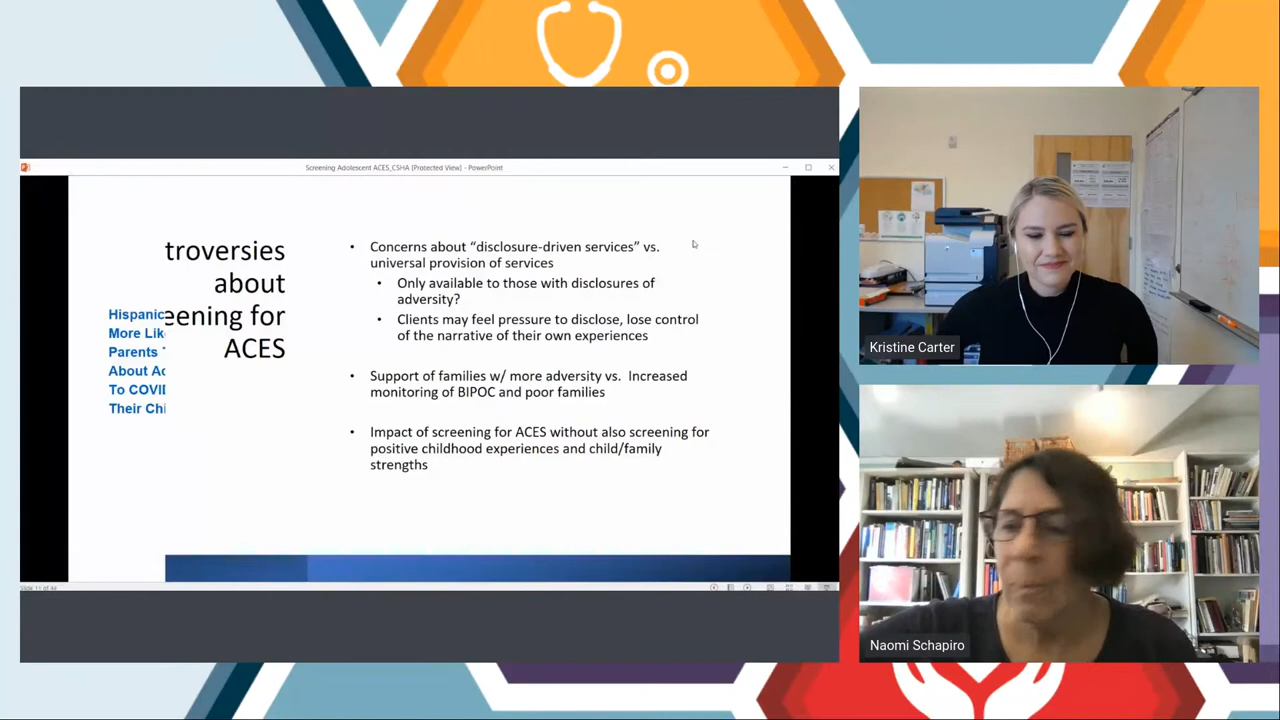 Screening Adolescent ACES_CSHA [Protected View] - PowerPoint
troversies
about
eening for
ACES
Hispanic
More Lik
Parents
About Ac
To COVI
Their Chi
• Concerns about “disclosure-driven services” vs.
universal provision of services
• Only available to those with disclosures of
adversity?
• Clients may feel pressure to disclose, lose control
of the narrative of their own experiences
• Support of families w/ more adversity vs. Increased
monitoring of BIPOC and poor families
• Impact of screening for ACES without also screening for
positive childhood experiences and child/family
strengths
Slide 11 of 44
Kristine Carter
Naomi Schapiro